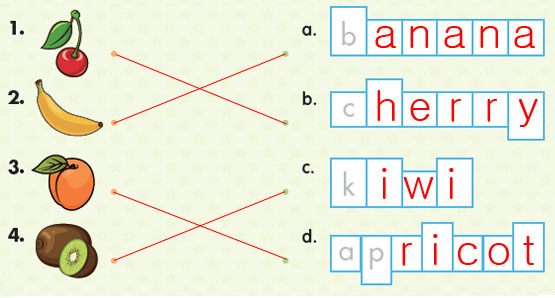 1.
a. banana
2.
b. cherry
3.
c. kiwi
4.
d. apricot